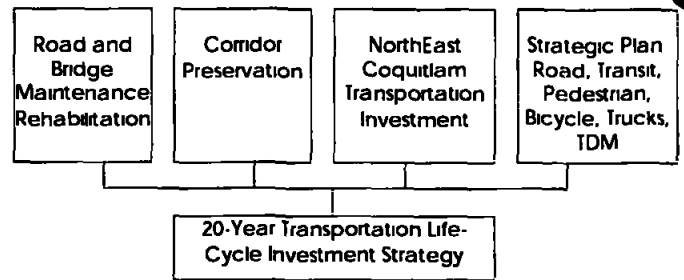 Road and
Bridge
Maintenance
Rehabilitation
Corridor
Preservation
NorthEast
Coquitlam
Transportation
Investment
Strategic Plan
Road, Transit,
Pedestrian,
Bicycle, Trucks,
TDM
20-Year Transportation Life-
Cycle Investment Strategy